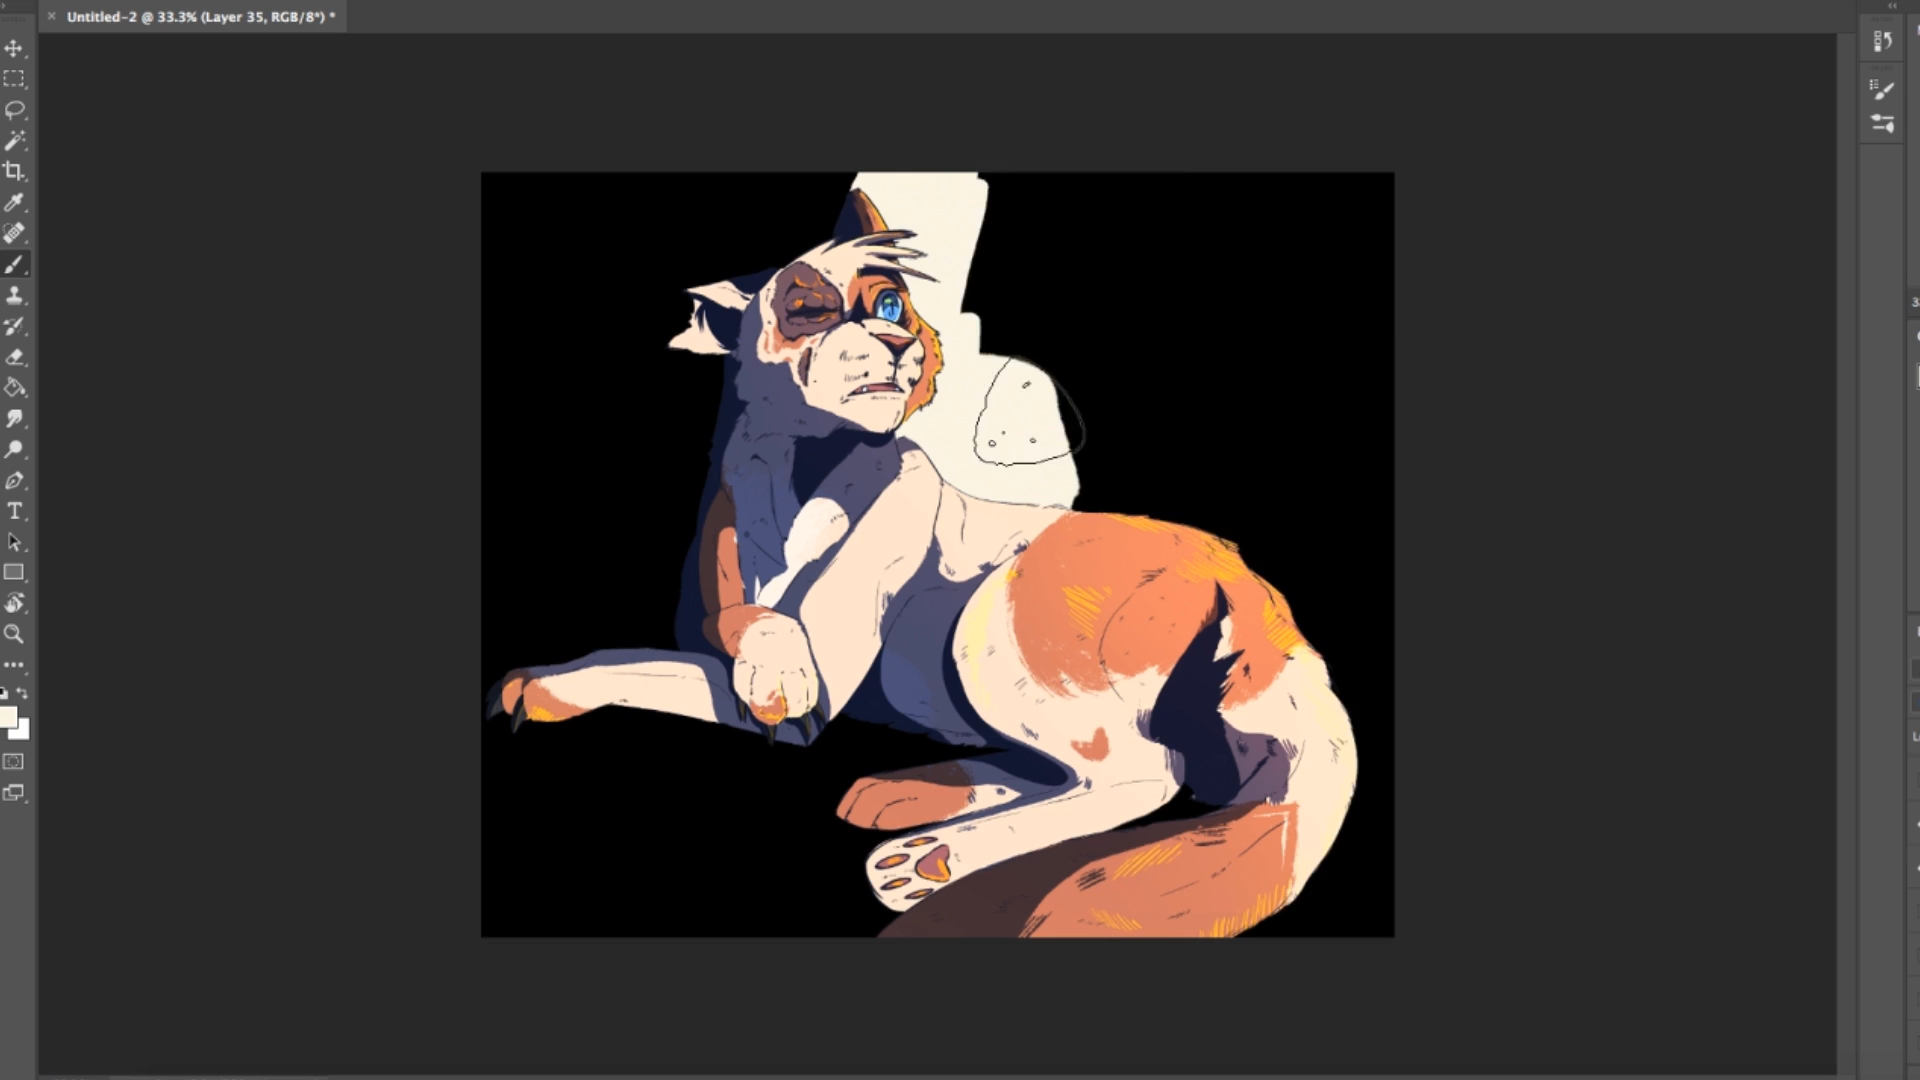 Untitled-2 @ 33.3% (Layer 35, RGB/8*) *